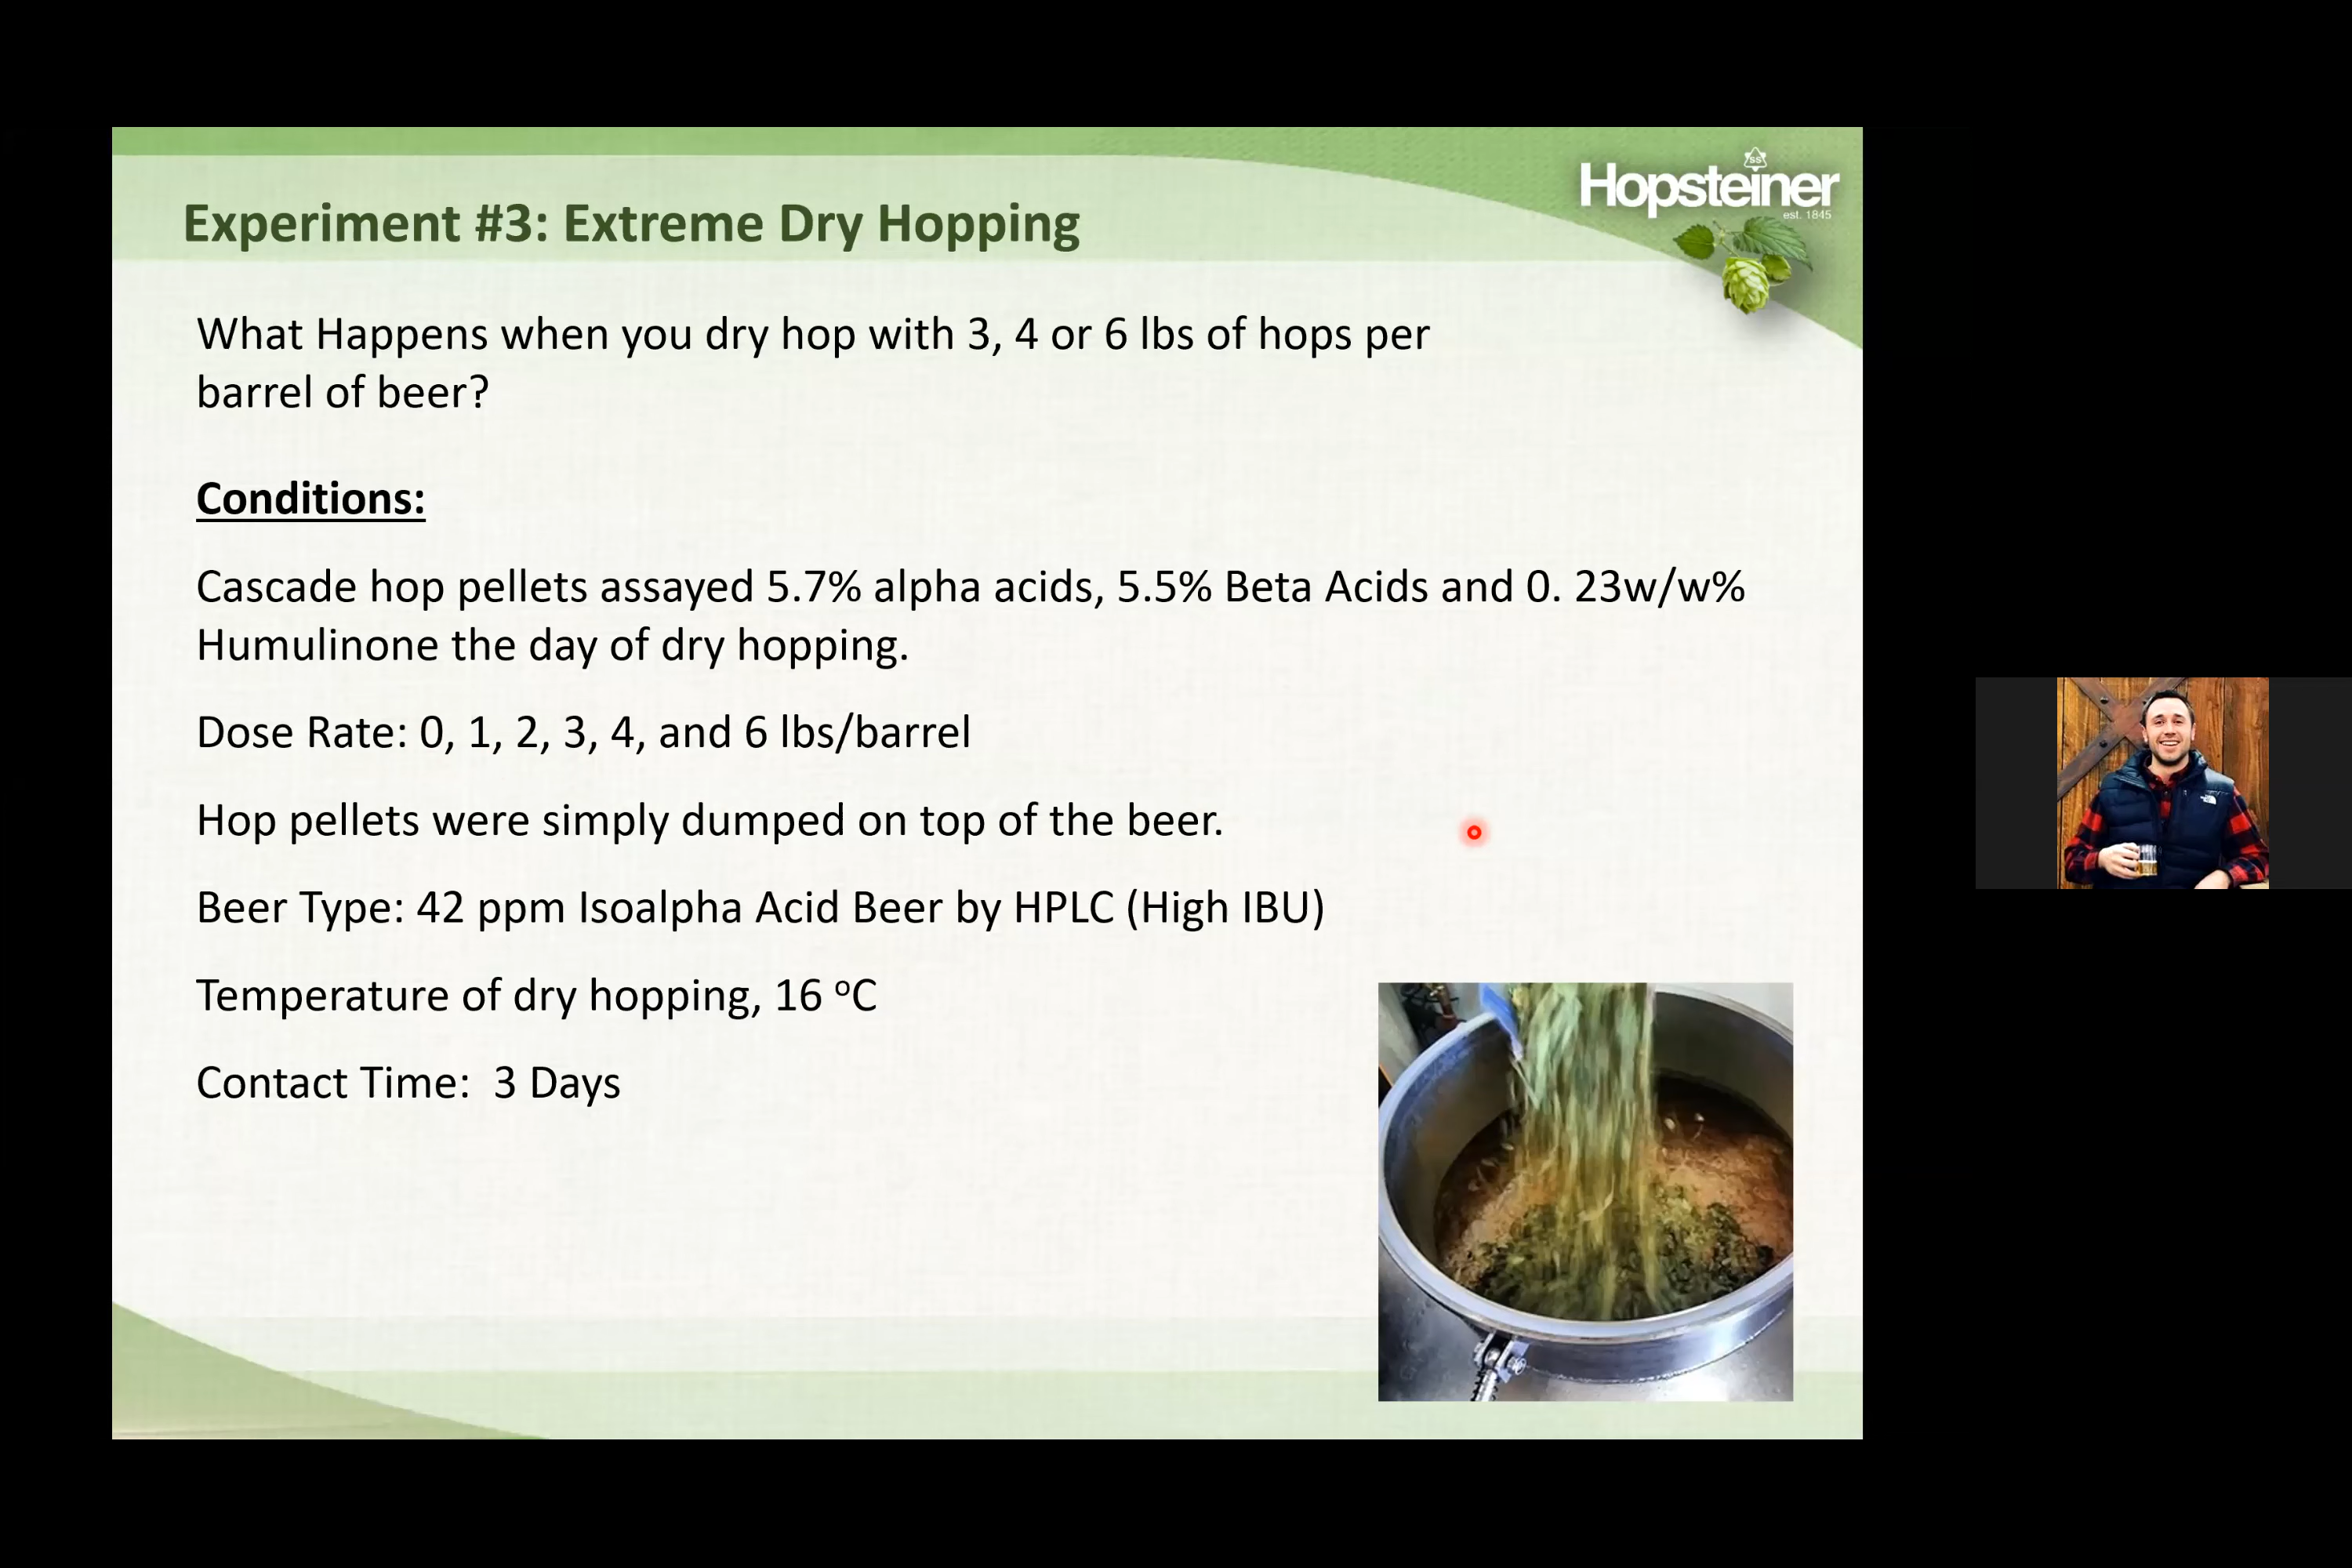 SS
Hopsteiner
est. 1845
Experiment #3: Extreme Dry Hopping
What Happens when you dry hop with 3, 4 or 6 lbs of hops per
barrel of beer?
Conditions:
Cascade hop pellets assayed 5.7% alpha acids, 5.5% Beta Acids and 0. 23w/w%
Humulinone the day of dry hopping.
Dose Rate: 0, 1, 2, 3, 4, and 6 lbs/barrel
Hop pellets were simply dumped on top of the beer.
Beer Type: 42 ppm Isoalpha Acid Beer by HPLC (High IBU)
Temperature of dry hopping, 16 °C
Contact Time:  3 Days